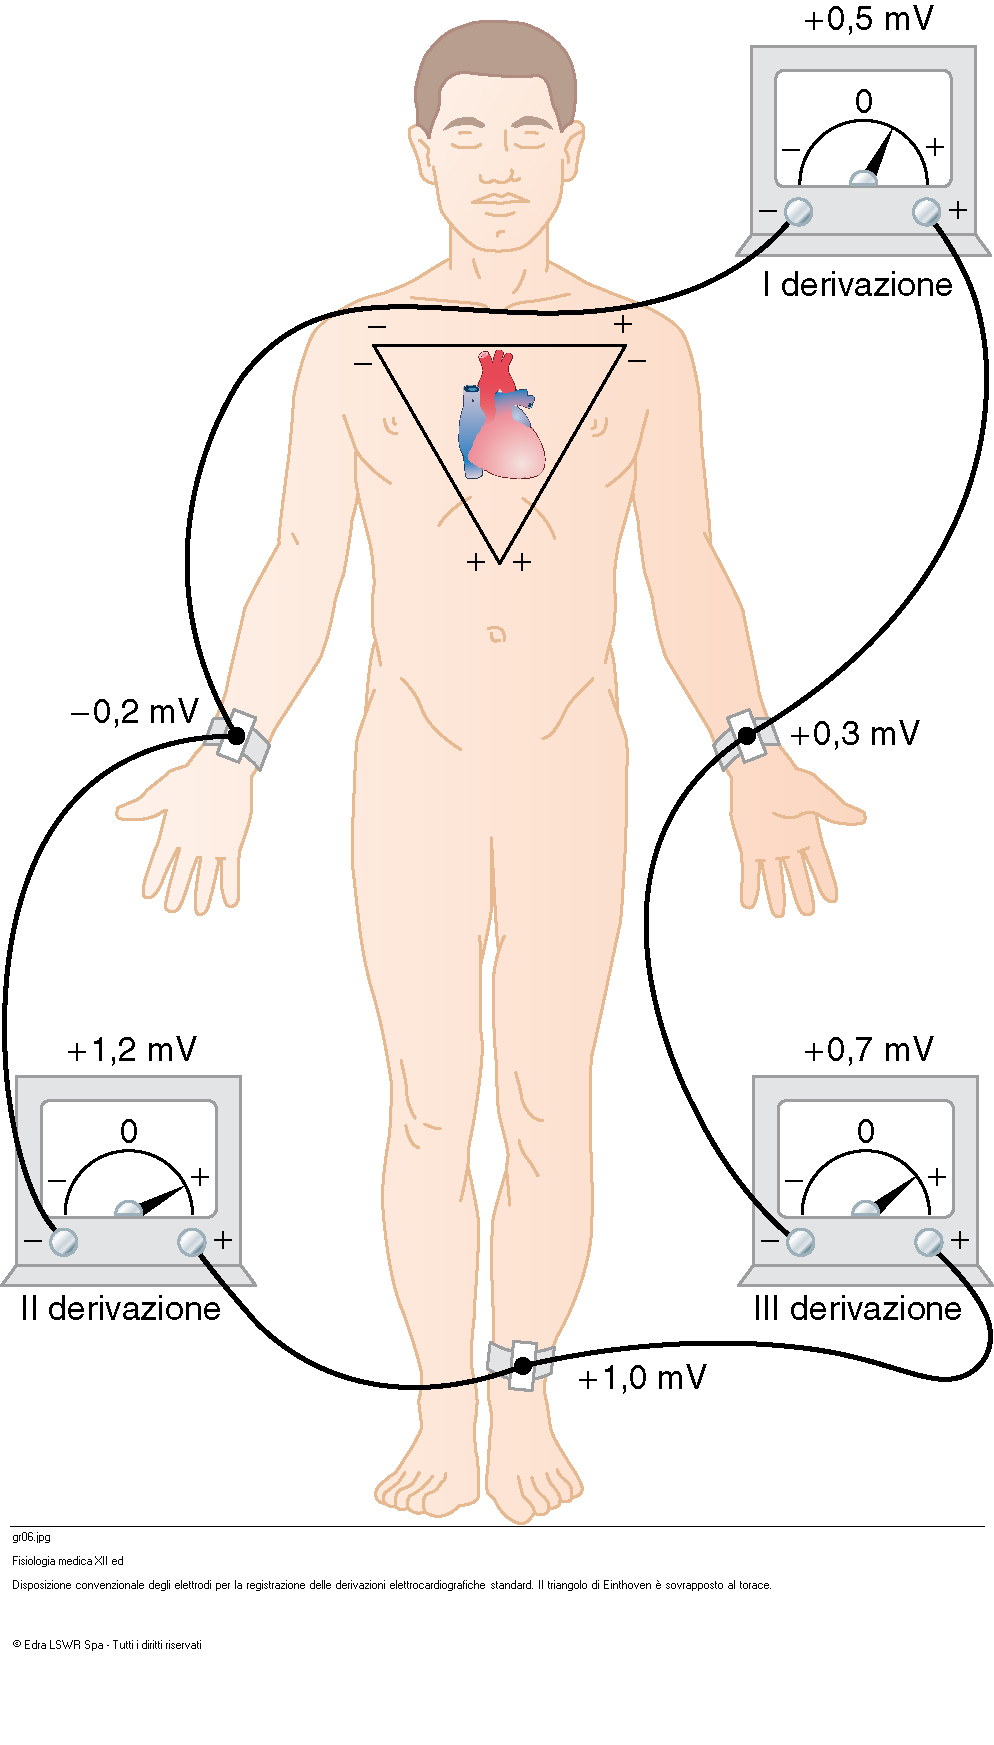 +0,5 mV
0
− +
− +
I derivazione
− +
− −
+ +
−0,2 mV
+0,3 mV
+1,2 mV
0
− +
− +
II derivazione
+0,7 mV
0
− +
− +
III derivazione
+1,0 mV
gr06.jpg
Fisiologia medica XII ed
Disposizione convenzionale degli elettrodi per la registrazione delle derivazioni elettrocardiografiche standard. Il triangolo di Einthoven è sovrapposto al torace.
© Edra LSWR Spa - Tutti i diritti riservati